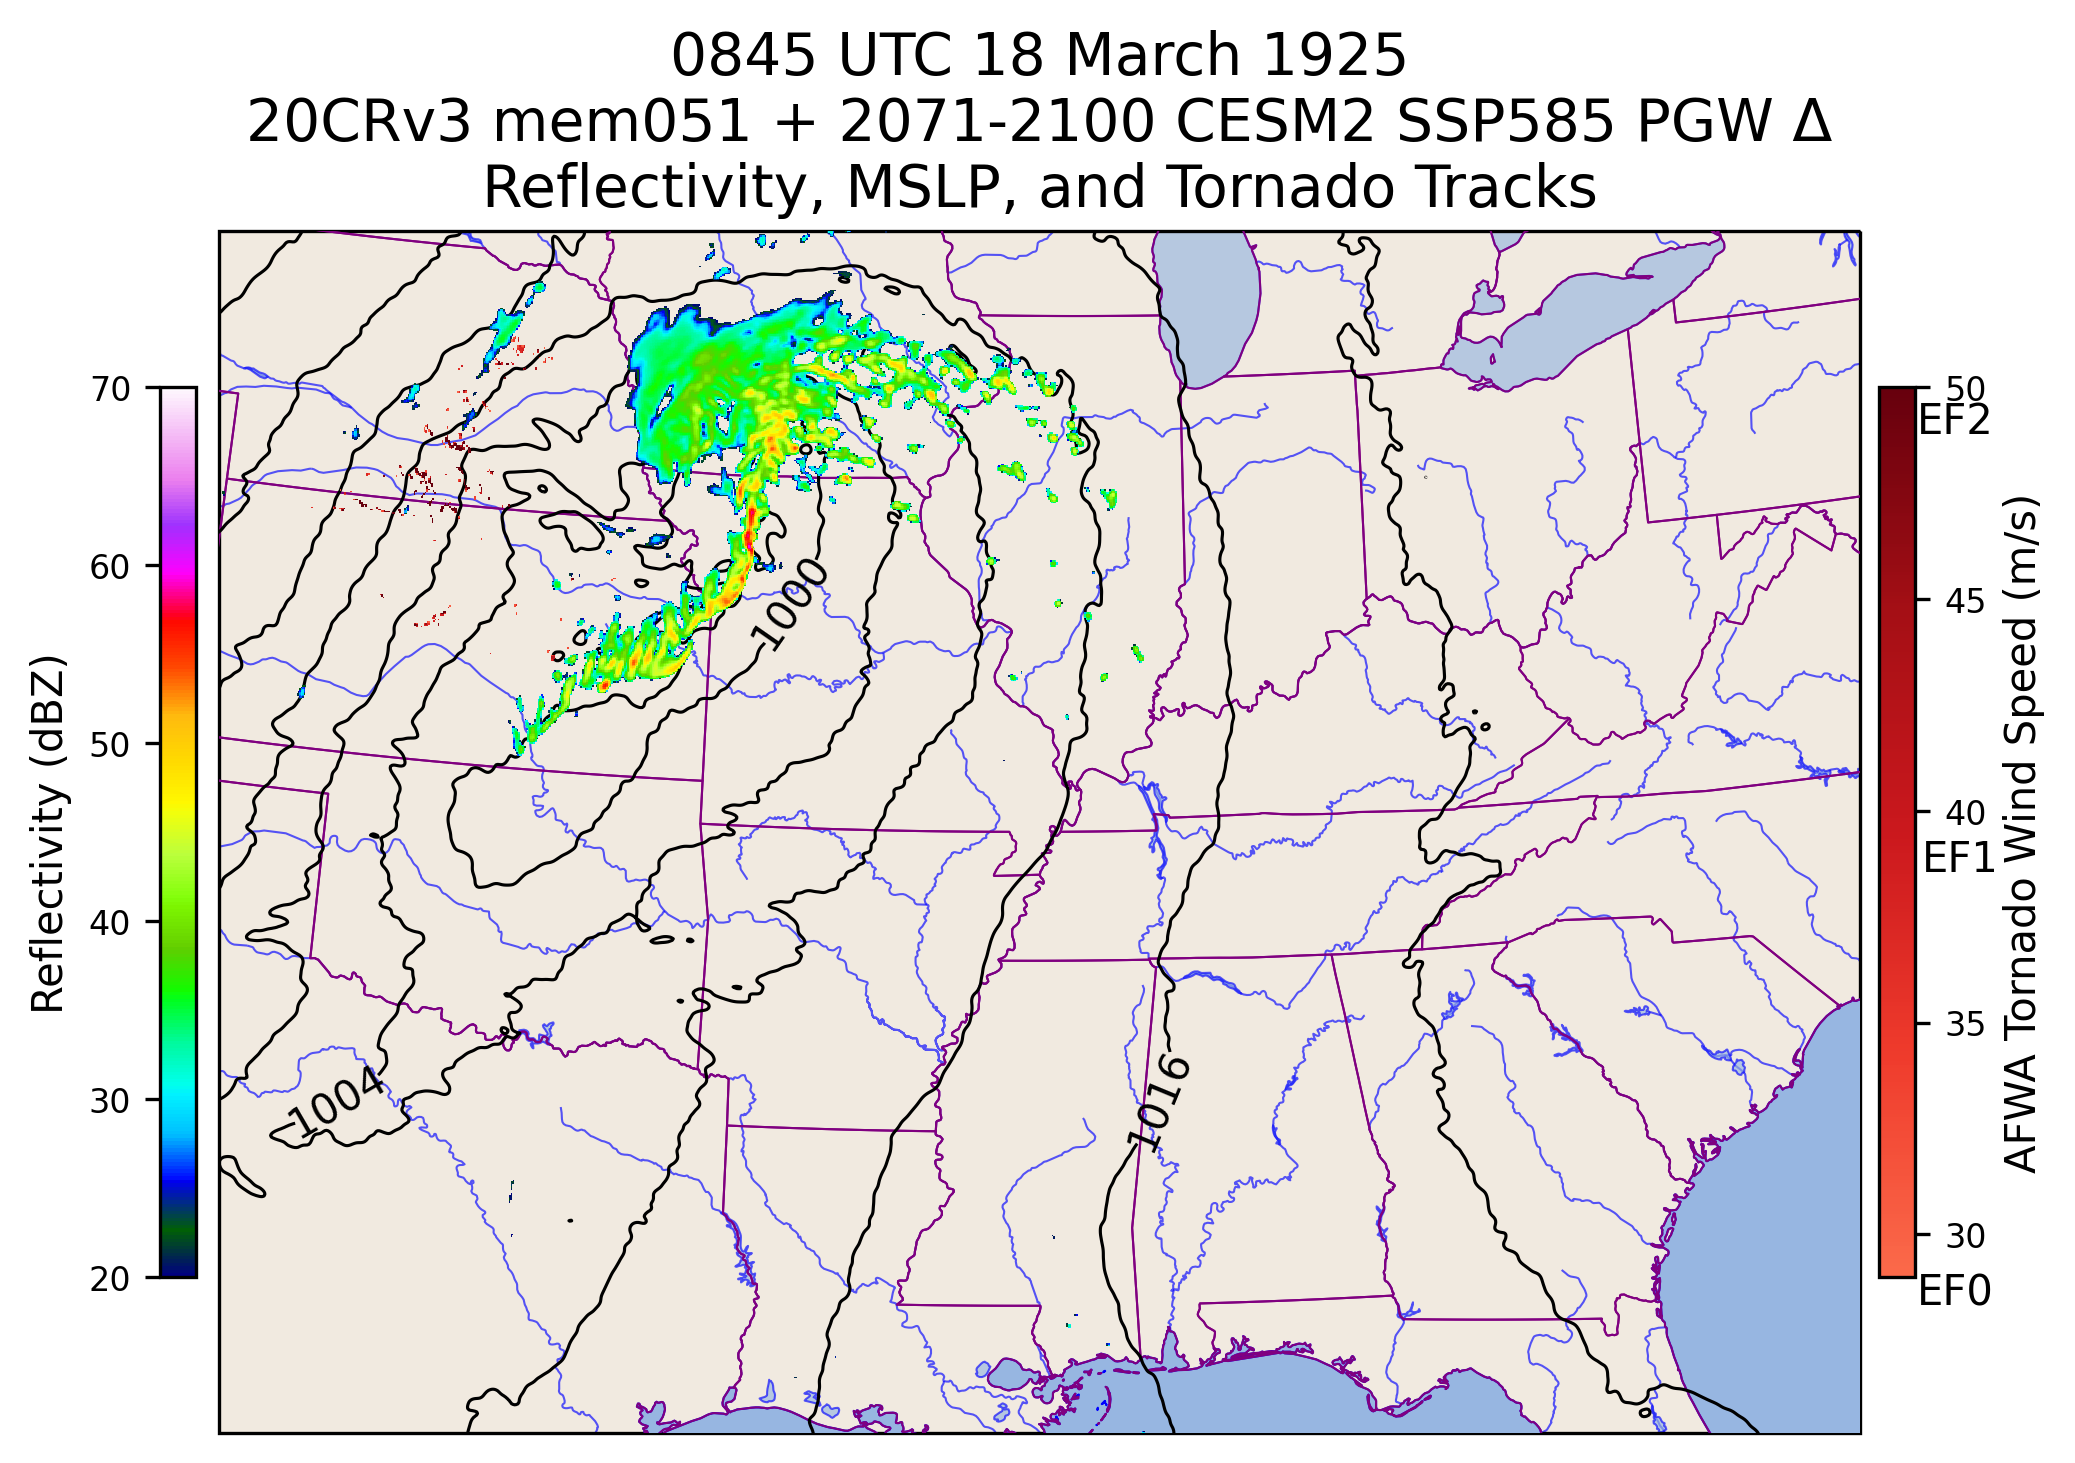 0845 UTC 18 March 1925
20CRv3 mem051 + 2071-2100 CESM2 SSP585 PGW Δ
Reflectivity, MSLP, and Tornado Tracks
70
60
50
40
30
20
Reflectivity (dBZ)
1000
1004
1016
50
EF2
45
40
EF1
35
30
EF0
AFWA Tornado Wind Speed (m/s)